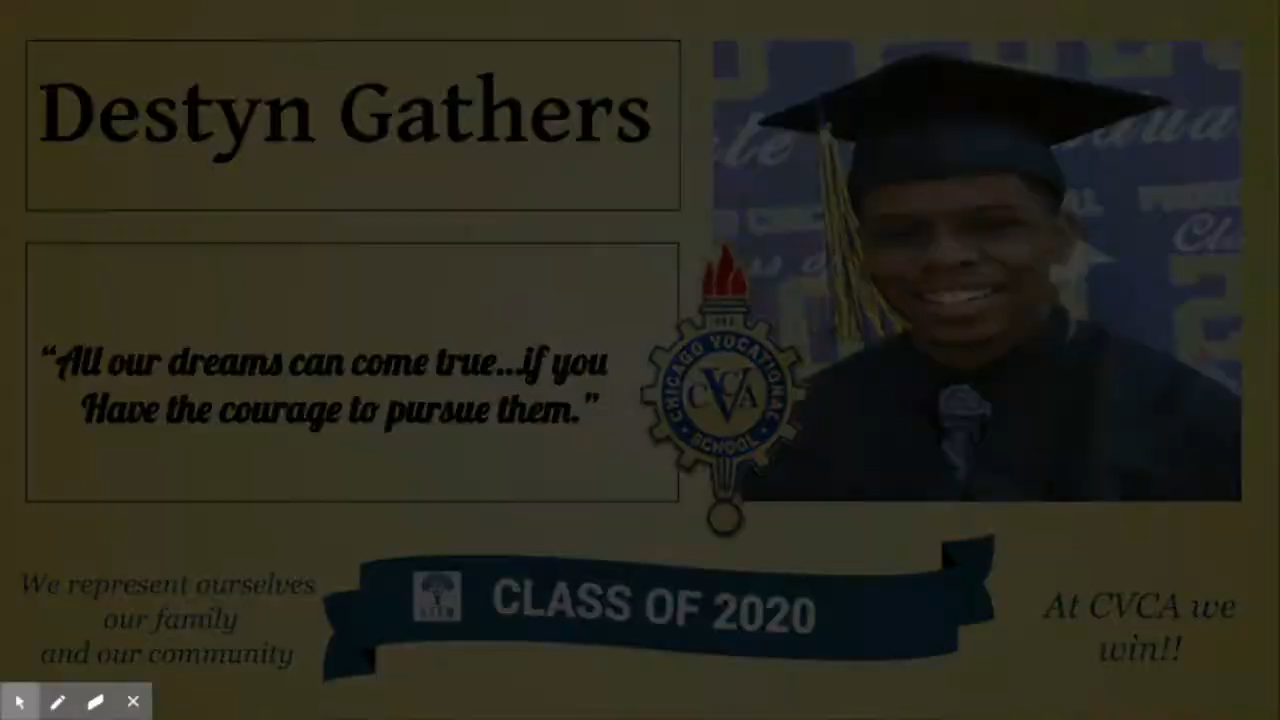 Destyn Gathers
“All our dreams can come true...if you
Have the courage to pursue them.”
CHICAGO VOCATIONAL
CVCA
SCHOOL
We represent ourselves
our family
and our community
CLASS OF 2020
At CVCA we
win!!